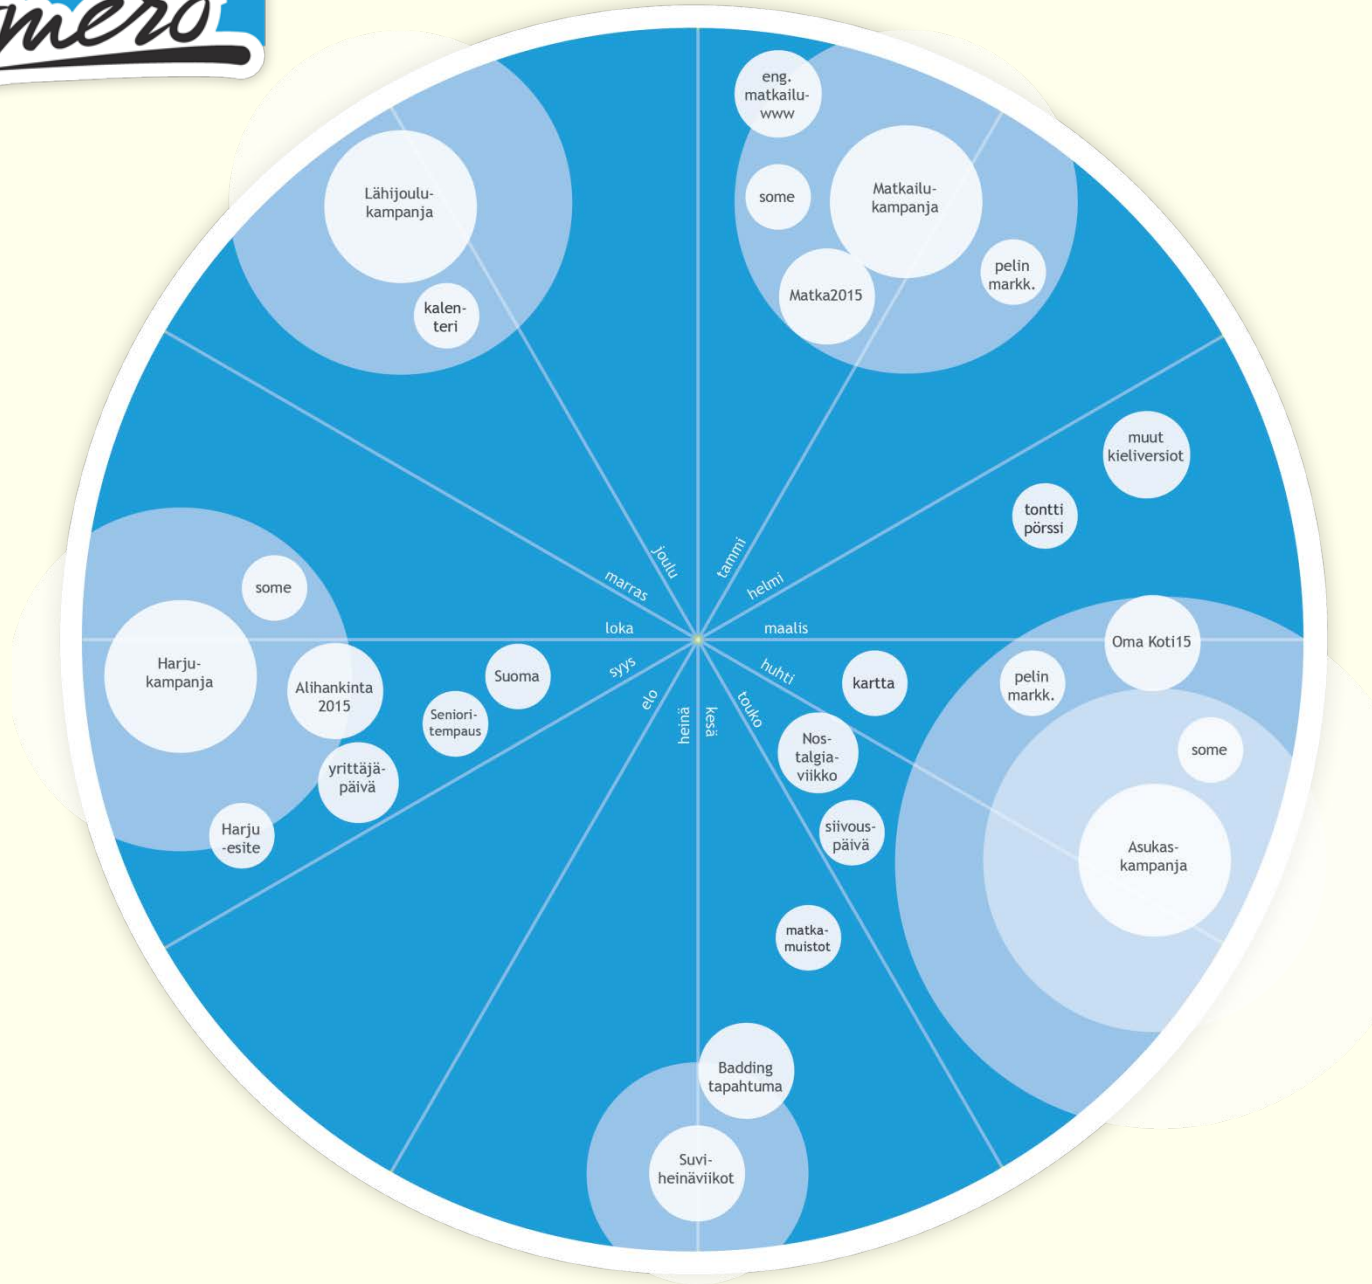 mero
eng.
matkailu-
www
some
Matkailu-
kampanja
Matka2015
pelin
markk.
Lähijoulu-
kampanja
kalen-
teri
muut
kieliversiot
tontti
pörssi
joulu
tammi
marras
helmi
loka
maalis
syys
huhti
elo
touko
heinä
kesä
some
Harju-
kampanja
Alihankinta
2015
yrittäjä-
päivä
Harju
-esite
Seniori-
tempaus
Suoma
kartta
Nos-
talgia-
viikko
siivous-
päivä
matka-
muistot
Oma Koti15
pelin
markk.
some
Asukas-
kampanja
Badding
tapahtuma
Suvi-
heinäviikot